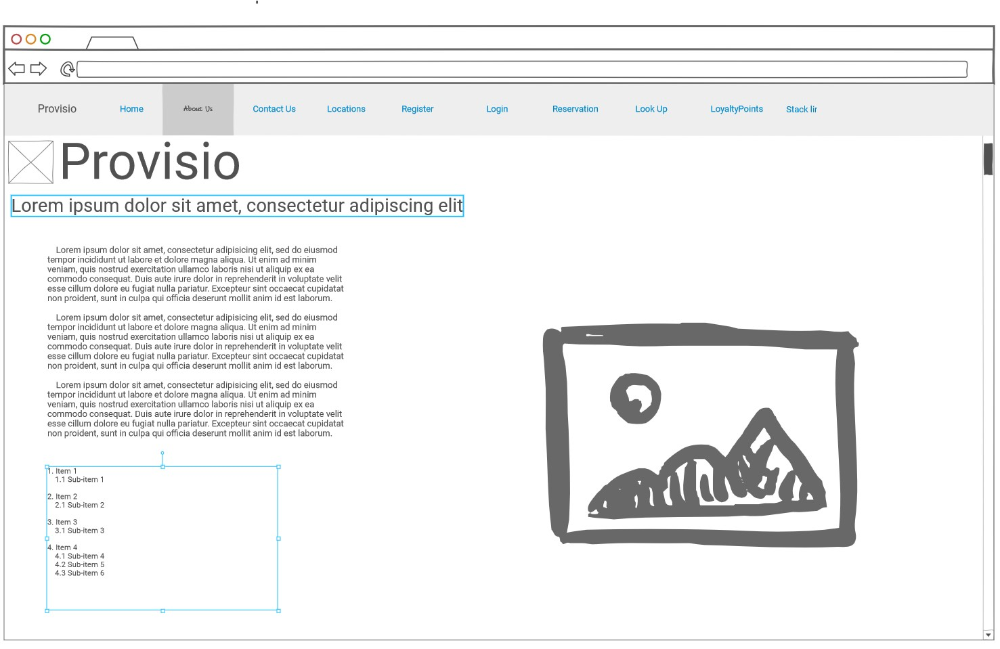 Provisio Home About Us Contact Us Locations Register Login Reservation Look Up LoyaltyPoints Stack lir
Provisio
Lorem ipsum dolor sit amet, consectetur adipiscing elit
Lorem ipsum dolor sit amet, consectetur adipisicing elit, sed do eiusmod
tempor incididunt ut labore et dolore magna aliqua. Ut enim ad minim
veniam, quis nostrud exercitation ullamco laboris nisi ut aliquip ex ea
commodo consequat. Duis aute irure dolor in reprehenderit in voluptate velit
esse cillum dolore eu fugiat nulla pariatur. Excepteur sint occaecat cupidatat
non proident, sunt in culpa qui officia deserunt mollit anim id est laborum.
Lorem ipsum dolor sit amet, consectetur adipisicing elit, sed do eiusmod
tempor incididunt ut labore et dolore magna aliqua. Ut enim ad minim
veniam, quis nostrud exercitation ullamco laboris nisi ut aliquip ex ea
commodo consequat. Duis aute irure dolor in reprehenderit in voluptate velit
esse cillum dolore eu fugiat nulla pariatur. Excepteur sint occaecat cupidatat
non proident, sunt in culpa qui officia deserunt mollit anim id est laborum.
Lorem ipsum dolor sit amet, consectetur adipisicing elit, sed do eiusmod
tempor incididunt ut labore et dolore magna aliqua. Ut enim ad minim
veniam, quis nostrud exercitation ullamco laboris nisi ut aliquip ex ea
commodo consequat. Duis aute irure dolor in reprehenderit in voluptate velit
esse cillum dolore eu fugiat nulla pariatur. Excepteur sint occaecat cupidatat
non proident, sunt in culpa qui officia deserunt mollit anim id est laborum.
1. Item 1
1.1 Sub-item 1
2. Item 2
2.1 Sub-item 2
3. Item 3
3.1 Sub-item 3
4. Item 4
4.1 Sub-item 4
4.2 Sub-item 5
4.3 Sub-item 6